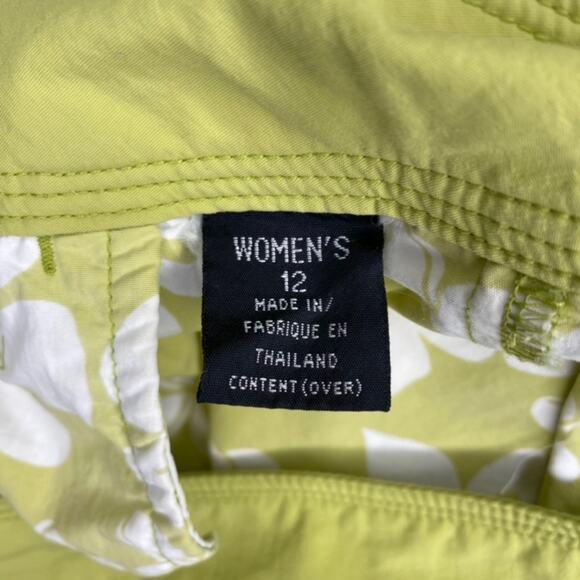 WOMEN'S
12
MADE IN/
FABRIQUE EN
THAILAND
CONTENT (OVER)